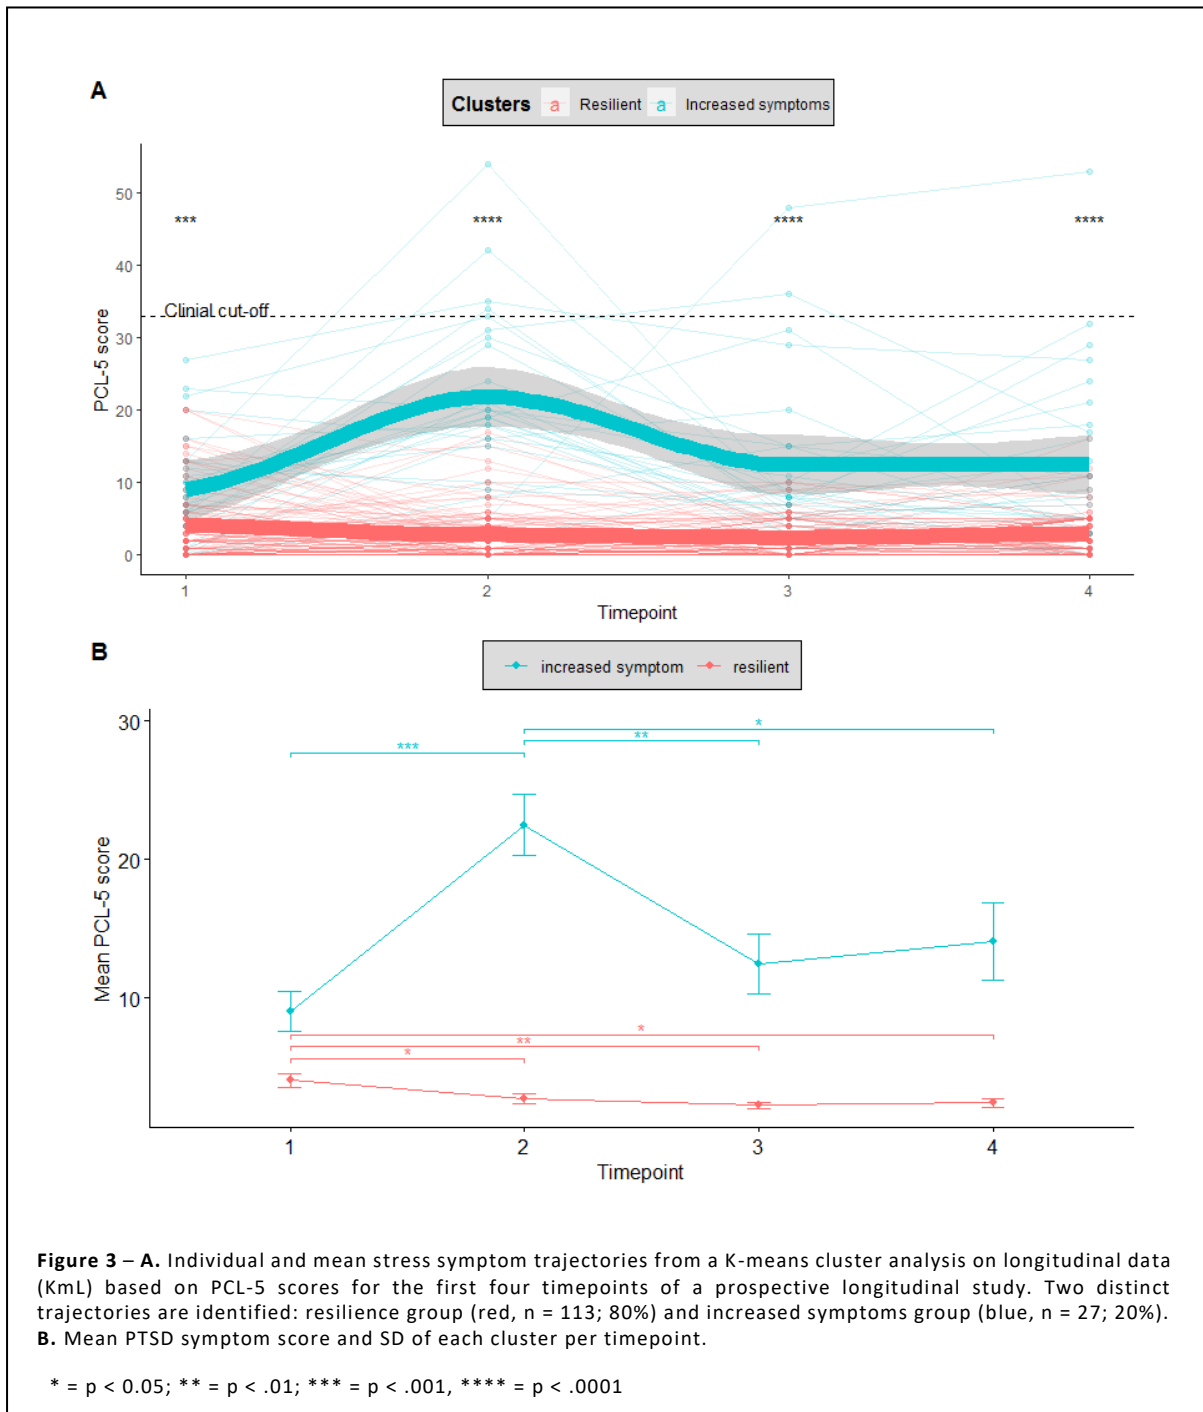 A
Clusters a Resilient a Increased symptoms
PCL-5 score
50
40
30
20
10
0
*** **** **** ****
Clinial cut-off
1 2 3 4
Timepoint
B
increased symptom resilient
Mean PCL-5 score
30
20
10
*
*** **
*
**
*
1 2 3 4
Timepoint
Figure 3 – A. Individual and mean stress symptom trajectories from a K-means cluster analysis on longitudinal data
(KmL) based on PCL-5 scores for the first four timepoints of a prospective longitudinal study. Two distinct
trajectories are identified: resilience group (red, n = 113; 80%) and increased symptoms group (blue, n = 27; 20%).
B. Mean PTSD symptom score and SD of each cluster per timepoint.
* = p < 0.05; ** = p < .01; *** = p < .001, **** = p < .0001